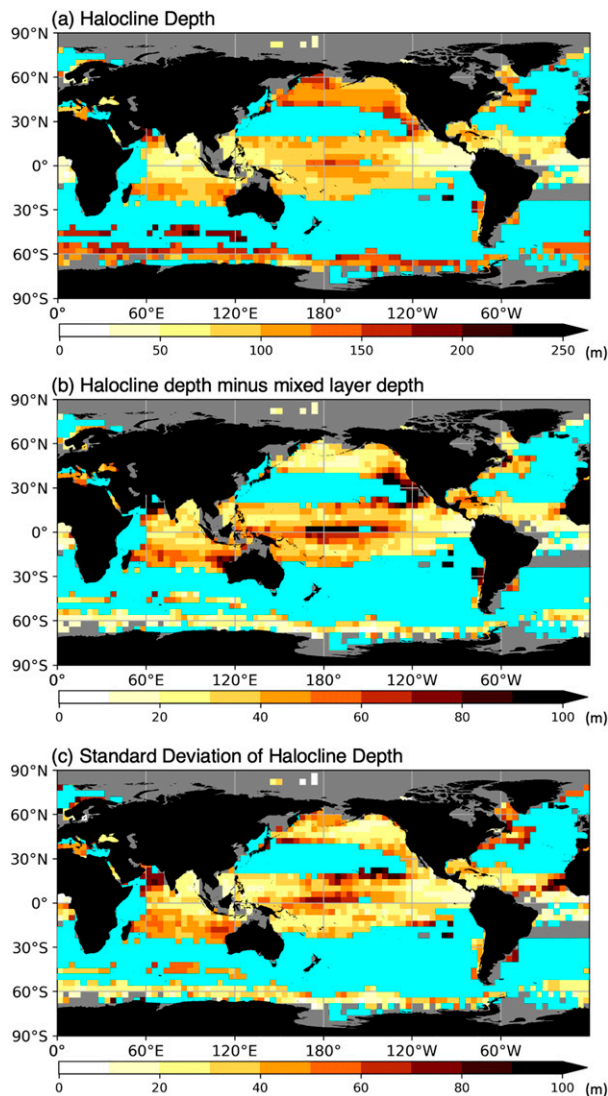 (a) Halocline Depth
90°N
60°N
30°N
0°
30°S
60°S
90°S
0° 60°E 120°E 180° 120°W 60°W
0 50 100 150 200 250 (m)
(b) Halocline depth minus mixed layer depth
90°N
60°N
30°N
0°
30°S
60°S
90°S
0° 60°E 120°E 180° 120°W 60°W
0 20 40 60 80 100 (m)
(c) Standard Deviation of Halocline Depth
90°N
60°N
30°N
0°
30°S
60°S
90°S
0° 60°E 120°E 180° 120°W 60°W
0 20 40 60 80 100 (m)